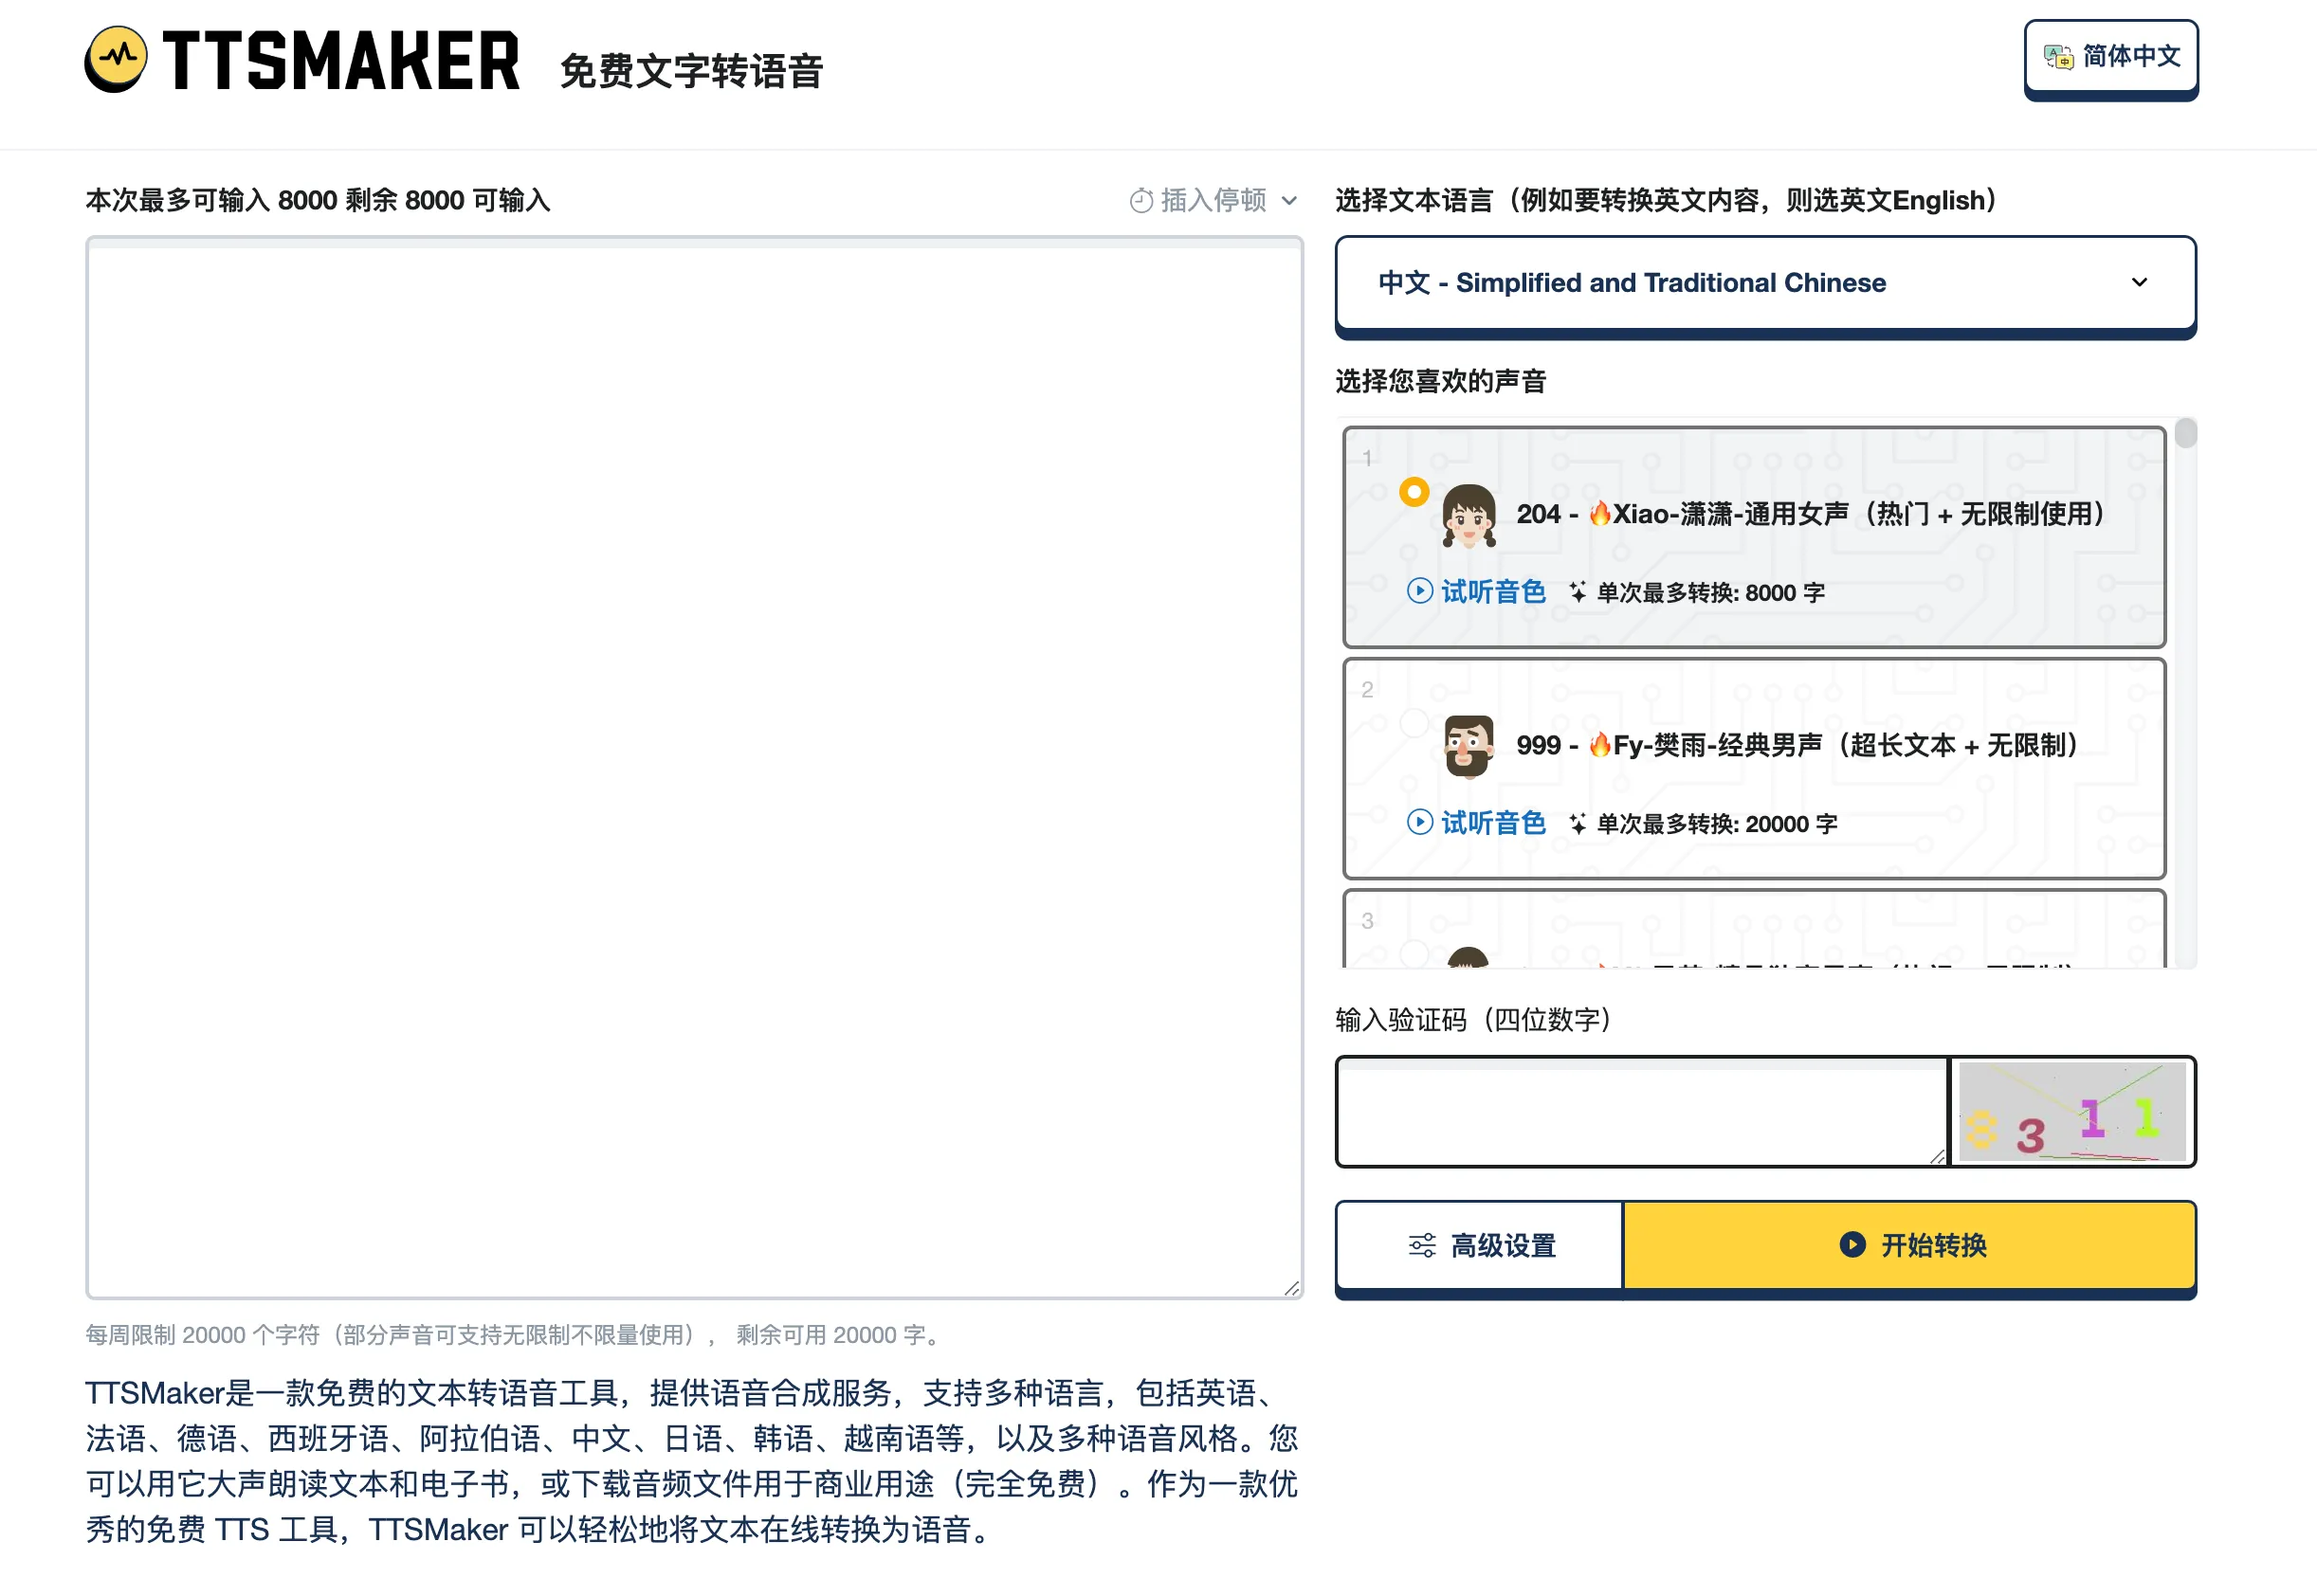 TTSMAKER 免费文字转语音
简体中文
本次最多可输入 8000 剩余 8000 可输入
插入停顿
选择文本语言（例如要转换英文内容，则选英文English）
中文 - Simplified and Traditional Chinese
选择您喜欢的声音
1
204 - 🔥Xiao-潇潇-通用女声（热门 + 无限制使用）
试听音色 单次最多转换: 8000 字
2
999 - 🔥Fy-樊雨-经典男声（超长文本 + 无限制）
试听音色 单次最多转换: 20000 字
3
输入验证码（四位数字）
8311
高级设置
开始转换
每周限制 20000 个字符（部分声音可支持无限制不限量使用）， 剩余可用 20000 字。
TTSMaker是一款免费的文本转语音工具，提供语音合成服务，支持多种语言，包括英语、
法语、德语、西班牙语、阿拉伯语、中文、日语、韩语、越南语等，以及多种语音风格。您
可以用它大声朗读文本和电子书，或下载音频文件用于商业用途（完全免费）。作为一款优
秀的免费 TTS 工具，TTSMaker 可以轻松地将文本在线转换为语音。